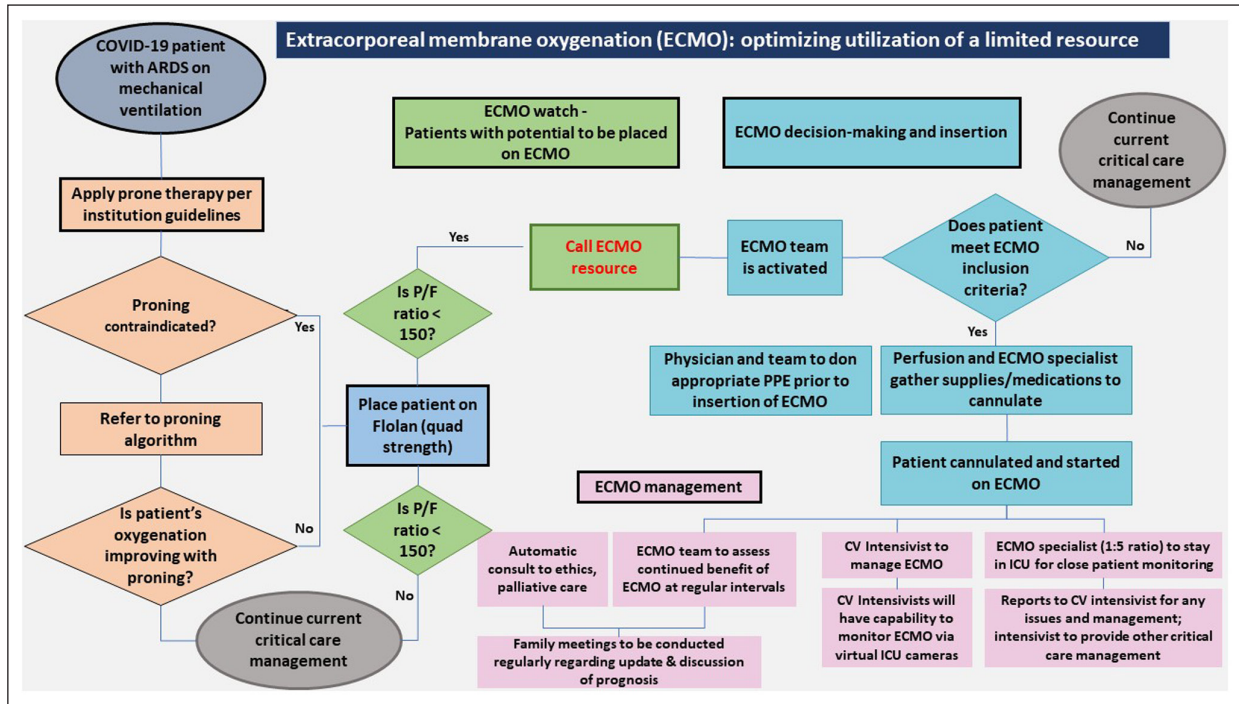 Extracorporeal membrane oxygenation (ECMO): optimizing utilization of a limited resource
COVID-19 patient
with ARDS on
mechanical
ventilation
Apply prone therapy per
institution guidelines
Proning
contraindicated?
Yes
Refer to proning
algorithm
Is patient's
oxygenation
improving with
proning?
No
Continue current
critical care
management
Place patient on
Flolan (quad
strength)
Is P/F
ratio <
150?
Yes
Is P/F
ratio <
150?
No
ECMO watch -
Patients with potential to be placed
on ECMO
Call ECMO
resource
ECMO decision-making and insertion
ECMO team
is activated
Does patient
meet ECMO
inclusion
criteria?
No
Continue
current
critical care
management
Yes
Physician and team to don
appropriate PPE prior to
insertion of ECMO
Perfusion and ECMO specialist
gather supplies/medications to
cannulate
Patient cannulated and started
on ECMO
ECMO management
Automatic
consult to ethics,
palliative care
ECMO team to assess
continued benefit of
ECMO at regular intervals
Family meetings to be conducted
regularly regarding update & discussion
of prognosis
CV Intensivist to
manage ECMO
CV Intensivists will
have capability to
monitor ECMO via
virtual ICU cameras
ECMO specialist (1:5 ratio) to stay
in ICU for close patient monitoring
Reports to CV intensivist for any
issues and management;
intensivist to provide other critical
care management